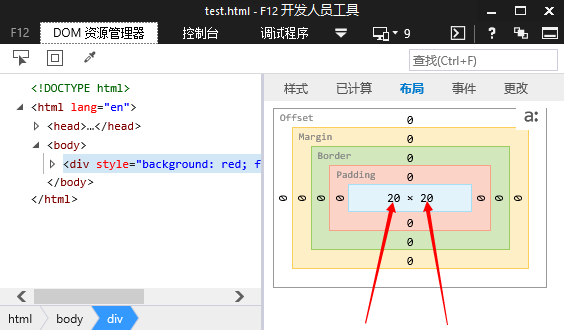 test.html - F12 开发人员工具
F12 DOM 资源管理器 控制台 调试程序 9 ?
查找(Ctrl+F)
<!DOCTYPE html>
<html lang="en">
<head>…</head>
<body>
<div style="background: red; f
</body>
</html>
样式 已计算 布局 事件 更改
Offset 0 a:
Margin 0
Border 0
Padding 0
0 0 0 0 20 × 20 0 0 0 0
0
0
0
0
html body div